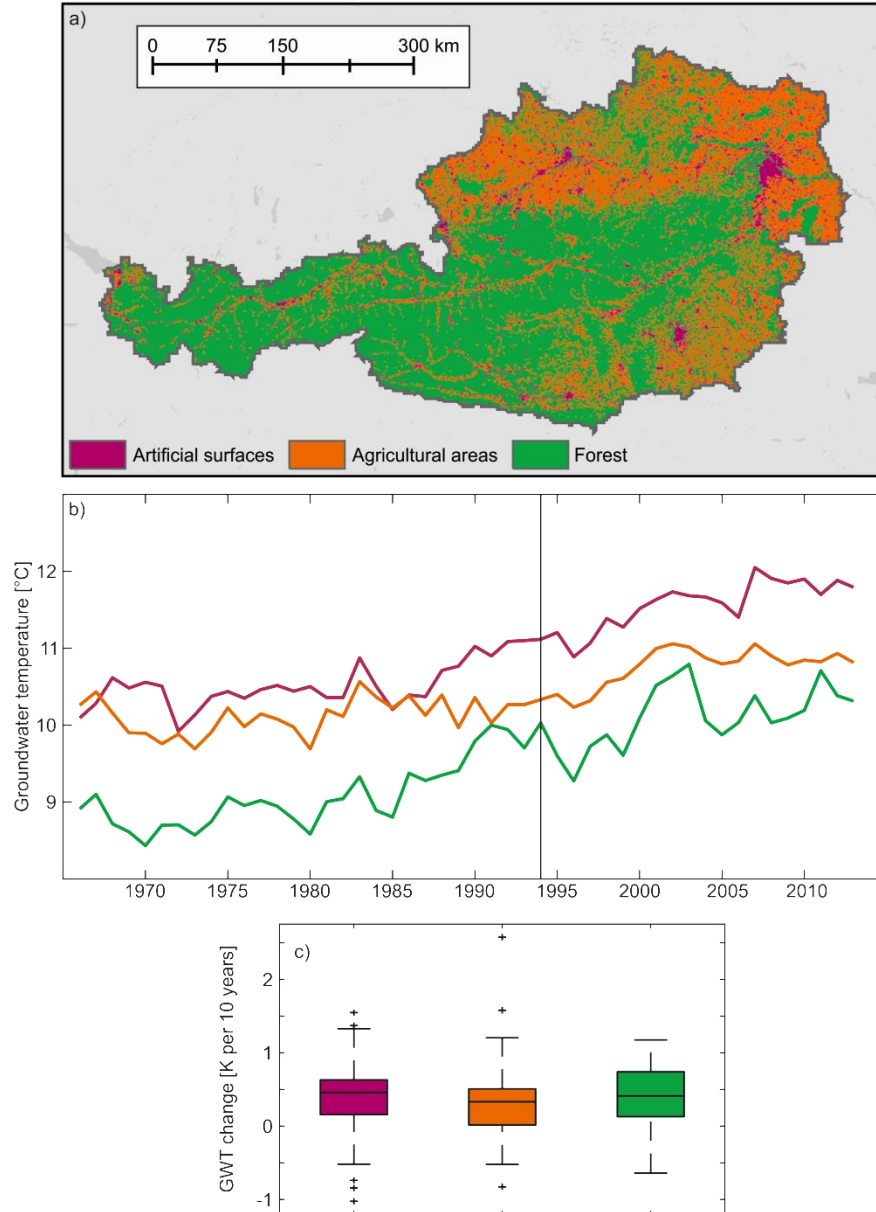 a)
0 75 150 300 km
Artificial surfaces Agricultural areas Forest
b)
Groundwater temperature [°C]
12
11
10
9
1970 1975 1980 1985 1990 1995 2000 2005 2010
c)
GWT change [K per 10 years]
2
1
0
-1